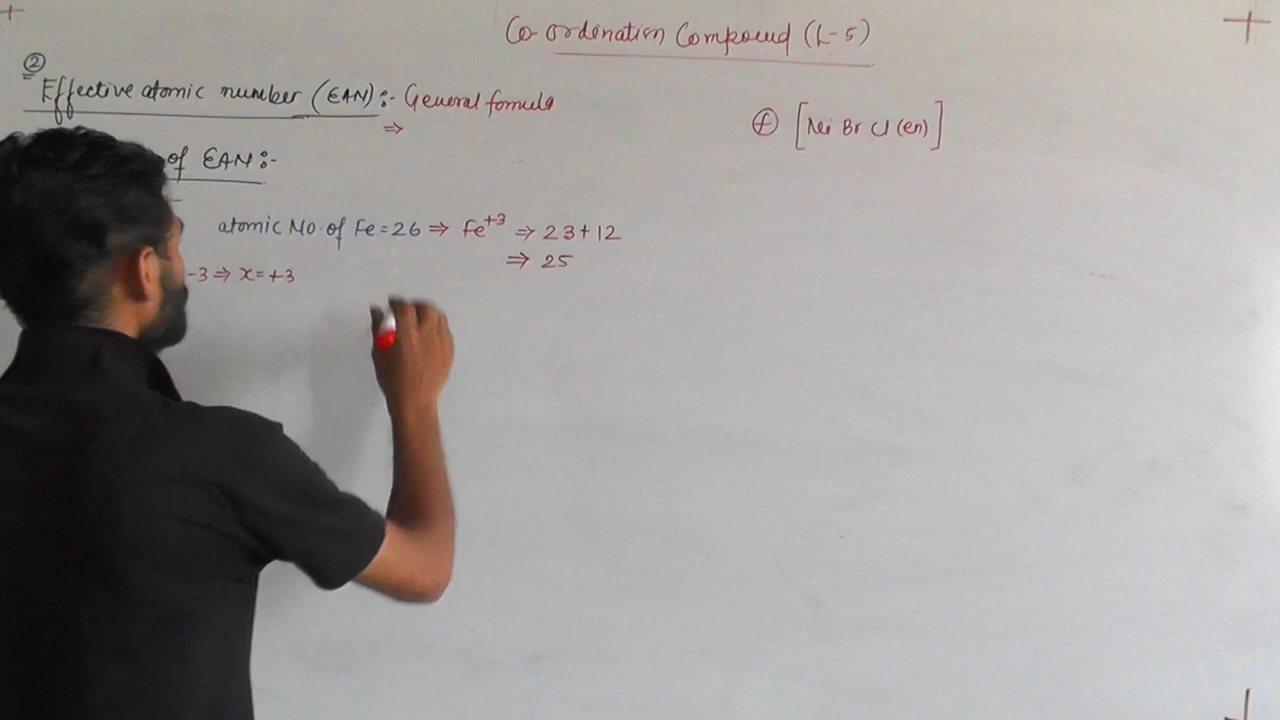 Co-ordination Compound (L-5)
②
Effective atomic number (EAN):- General formula
⇒
of EAN:-
atomic No. of Fe = 26 ⇒ Fe⁺³ ⇒ 23+12
⇒ 25
-3 ⇒ x = +3
ⓕ [Ni Br Cl (en)]